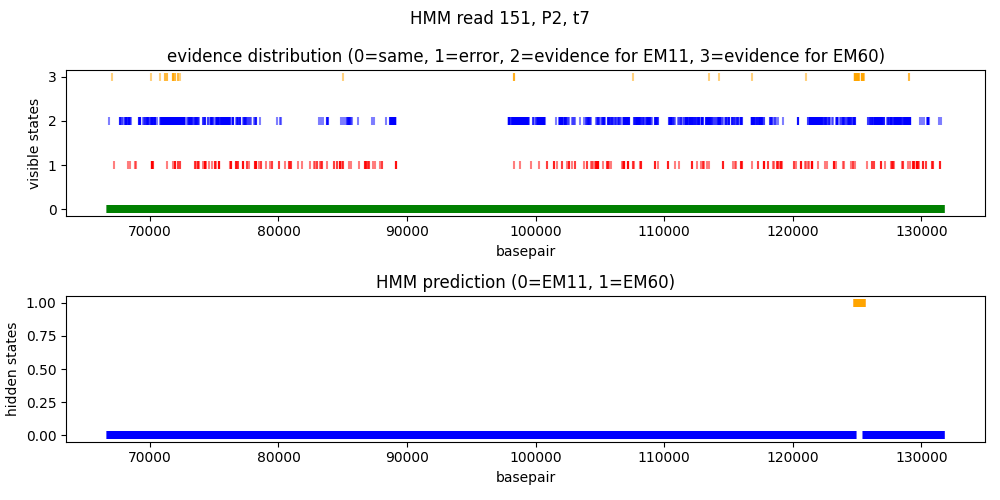 HMM read 151, P2, t7
evidence distribution (0=same, 1=error, 2=evidence for EM11, 3=evidence for EM60)
visible states
3
2
1
0
70000 80000 90000 100000 110000 120000 130000
basepair
HMM prediction (0=EM11, 1=EM60)
hidden states
1.00
0.75
0.50
0.25
0.00
70000 80000 90000 100000 110000 120000 130000
basepair